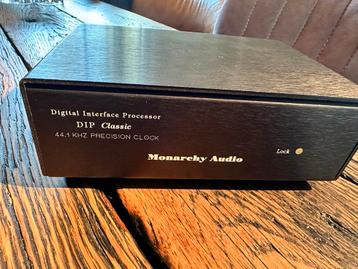 Digital Interface Processor
DIP Classic
44.1 KHZ PRECISION CLOCK
Monarchy Audio
Lock